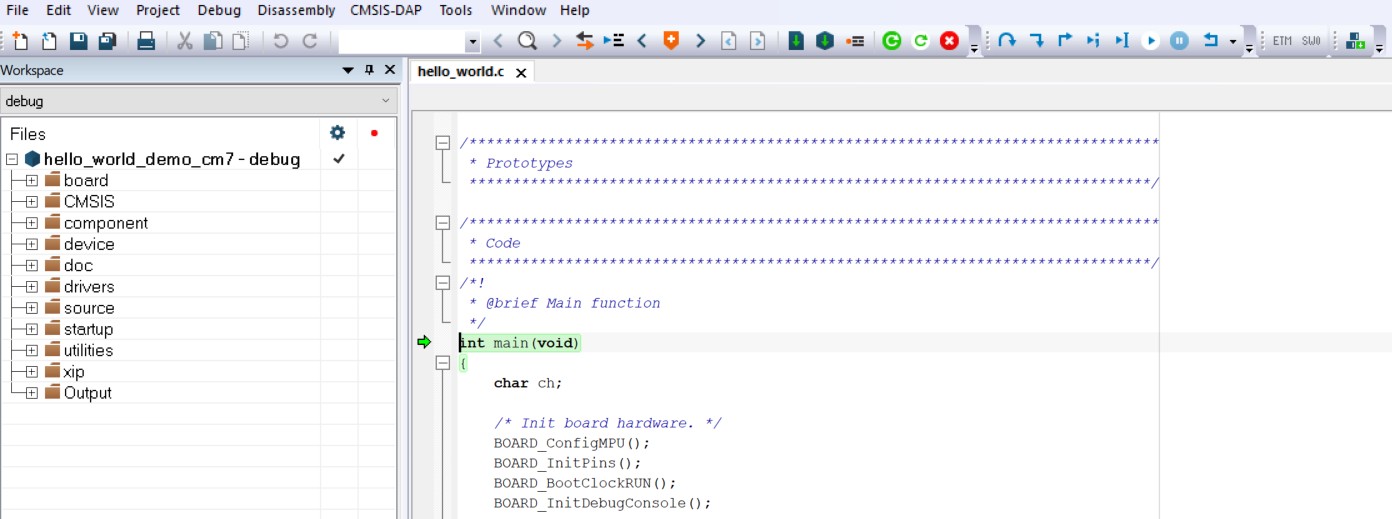 File Edit View Project Debug Disassembly CMSIS-DAP Tools Window Help
ETM SWO
Workspace
hello_world.c
debug
Files
hello_world_demo_cm7 - debug
board
CMSIS
component
device
doc
drivers
source
startup
utilities
xip
Output
/*******************************************************************************
* Prototypes
******************************************************************************/
/*******************************************************************************
* Code
******************************************************************************/
/*!
* @brief Main function
*/
int main(void)
{
char ch;
/* Init board hardware. */
BOARD_ConfigMPU();
BOARD_InitPins();
BOARD_BootClockRUN();
BOARD_InitDebugConsole();